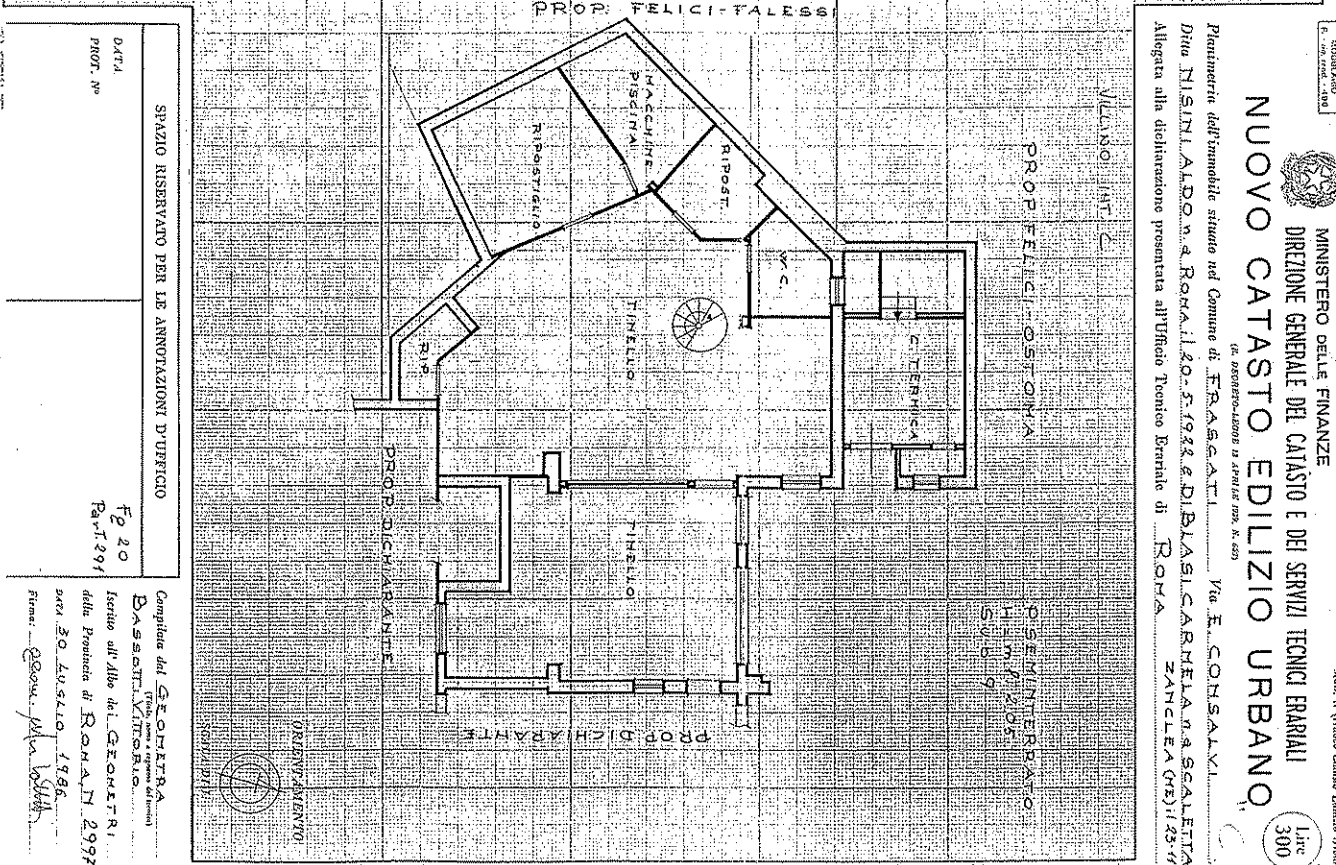 MINISTERO DELLE FINANZE
DIREZIONE GENERALE DEL CATASTO E DEI SERVIZI TECNICI ERARIALI
NUOVO CATASTO EDILIZIO URBANO
Lire
300
Planimetria dell'immobile situato nel Comune di FRASCATI Via E. CONSALVI
Ditta NISINI ALDO n a ROMA il 20-5-1922 e DI BLASI CARMELA n a SCALETTA
ZANCLEA (ME) il 23-11
Allegata alla dichiarazione presentata all'Ufficio Tecnico Erariale di ROMA
VILLINO INT. C
PROP. FELICI-OSTOIMA
P. SEMINTERRATO
SUB. 9
PROP. FELICI-TALESSI
MACCHINE
PISCINA
RIPOST.
RIPOSTIGLIO
W.C.
C. TERMICA
TINELLO
RIP.
TINELLO
PROP. DICHIARANTE
PROP. DICHIARANTE
ORIENTAMENTO
SPAZIO RISERVATO PER LE ANNOTAZIONI D'UFFICIO
DATA
PROT. N°
Fg 20
Part. 291
Compilata dal GEOMETRA
BASSOTTI VITTORIO
Iscritto all'Albo dei GEOMETRI
della Provincia di ROMA N 2997
DATA 30 LUGLIO 1986
Firma: